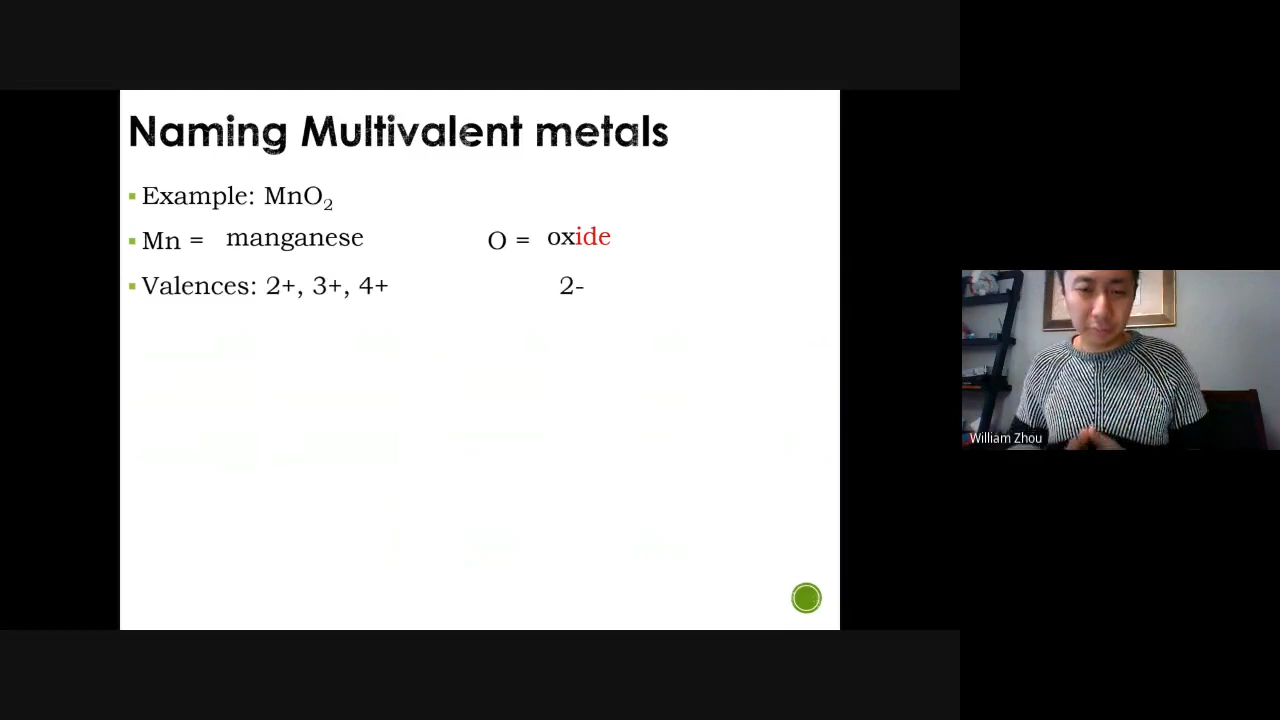 Naming Multivalent metals
▪ Example: MnO₂
▪ Mn = manganese O = oxide
▪ Valences: 2+, 3+, 4+ 2-
William Zhou